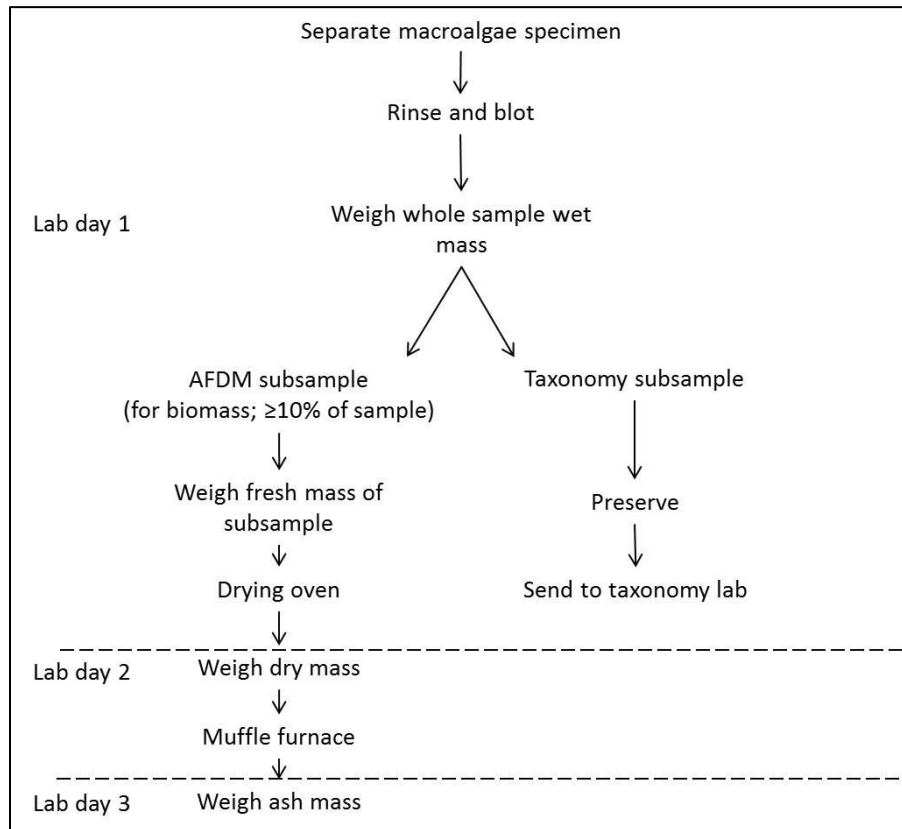 Separate macroalgae specimen
Rinse and blot
Lab day 1
Weigh whole sample wet
mass
AFDM subsample
(for biomass; ≥10% of sample)
Taxonomy subsample
Weigh fresh mass of
subsample
Preserve
Drying oven
Send to taxonomy lab
Lab day 2
Weigh dry mass
Muffle furnace
Lab day 3
Weigh ash mass